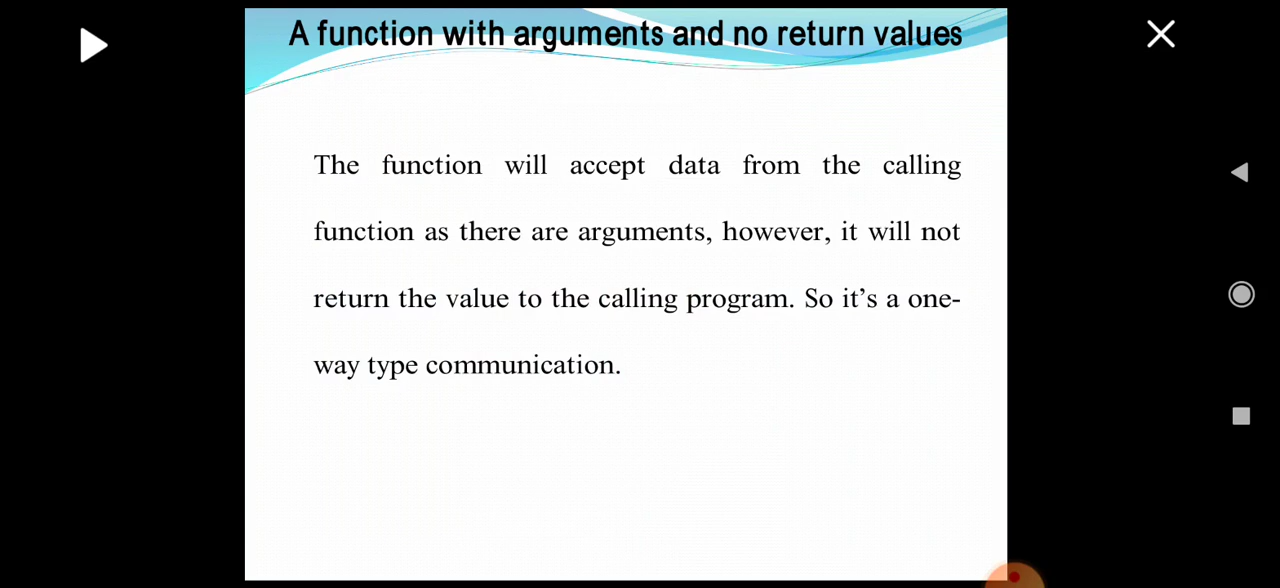 A function with arguments and no return values
The function will accept data from the calling
function as there are arguments, however, it will not
return the value to the calling program. So it’s a one-
way type communication.